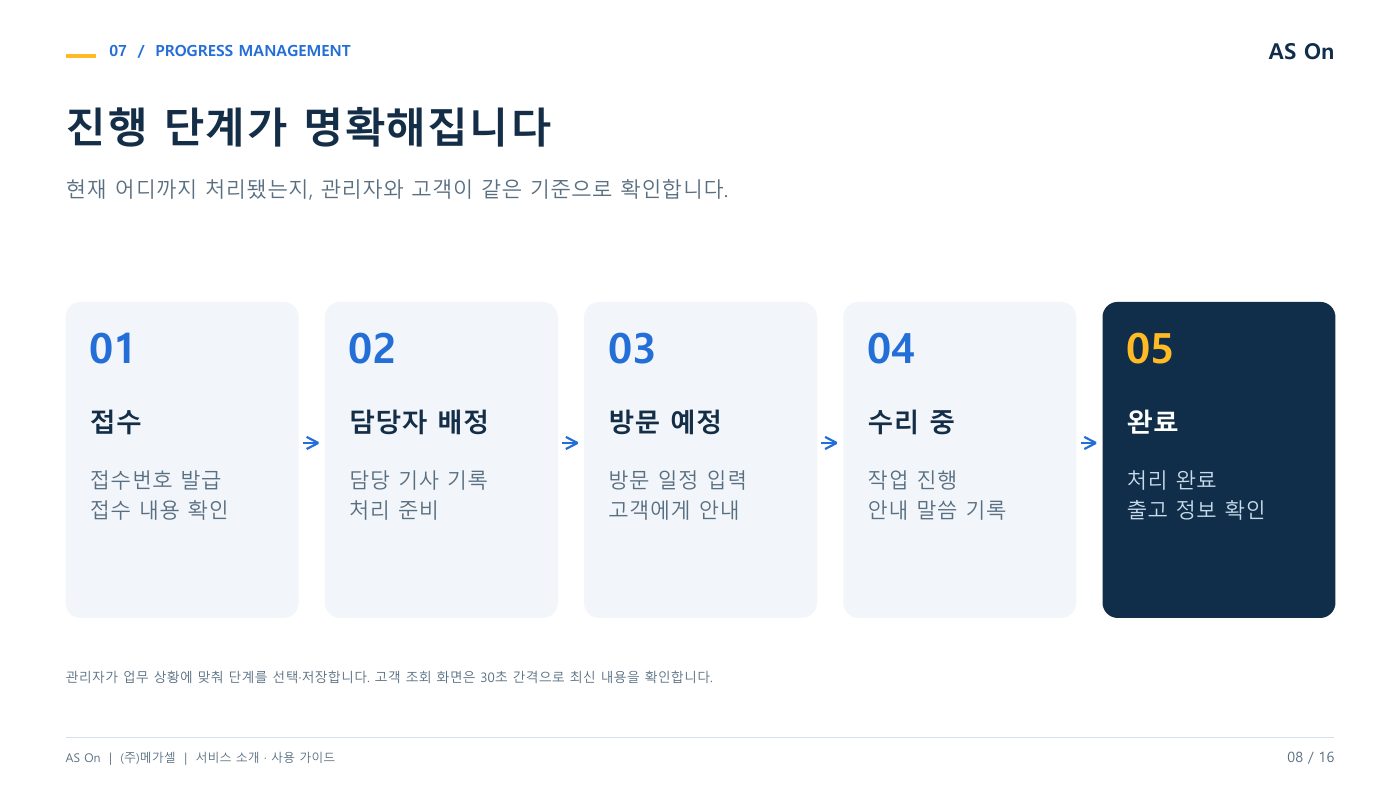 07 / PROGRESS MANAGEMENT
AS On
진행 단계가 명확해집니다
현재 어디까지 처리됐는지, 관리자와 고객이 같은 기준으로 확인합니다.
01
접수
접수번호 발급
접수 내용 확인
02
담당자 배정
담당 기사 기록
처리 준비
03
방문 예정
방문 일정 입력
고객에게 안내
04
수리 중
작업 진행
안내 말씀 기록
05
완료
처리 완료
출고 정보 확인
관리자가 업무 상황에 맞춰 단계를 선택·저장합니다. 고객 조회 화면은 30초 간격으로 최신 내용을 확인합니다.
AS On | (주)메가셀 | 서비스 소개 · 사용 가이드
08 / 16